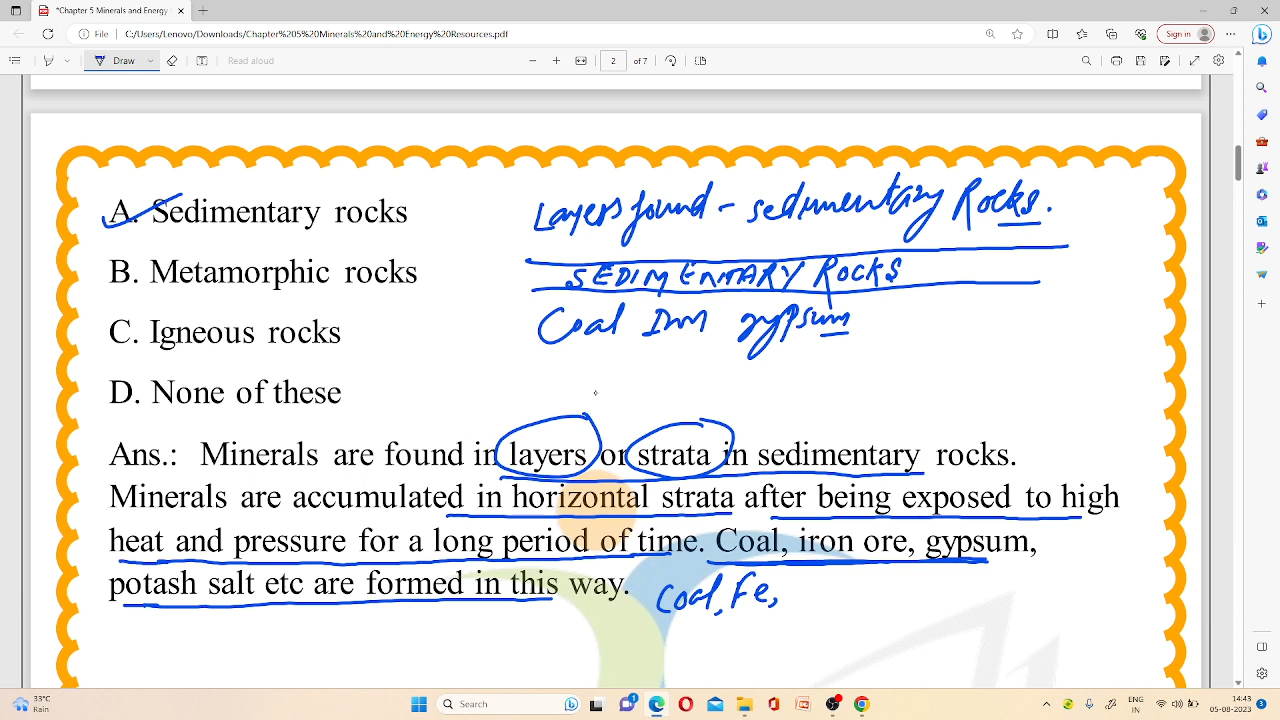 *Chapter 5 Minerals and Energy
File C:/Users/Lenovo/Downloads/Chapter%205%20Minerals%20and%20Energy%20Resources.pdf
Sign in
Draw
Read aloud
2 of 7
A. Sedimentary rocks
Layers found - sedimentary Rocks.
B. Metamorphic rocks
SEDIMENTARY ROCKS
C. Igneous rocks
Coal Iron gypsum
D. None of these
Ans.: Minerals are found in layers or strata in sedimentary rocks.
Minerals are accumulated in horizontal strata after being exposed to high
heat and pressure for a long period of time. Coal, iron ore, gypsum,
potash salt etc are formed in this way.
Coal, Fe,
33°C
Rain
Search
1
ENG
IN
14:43
05-08-2023
3